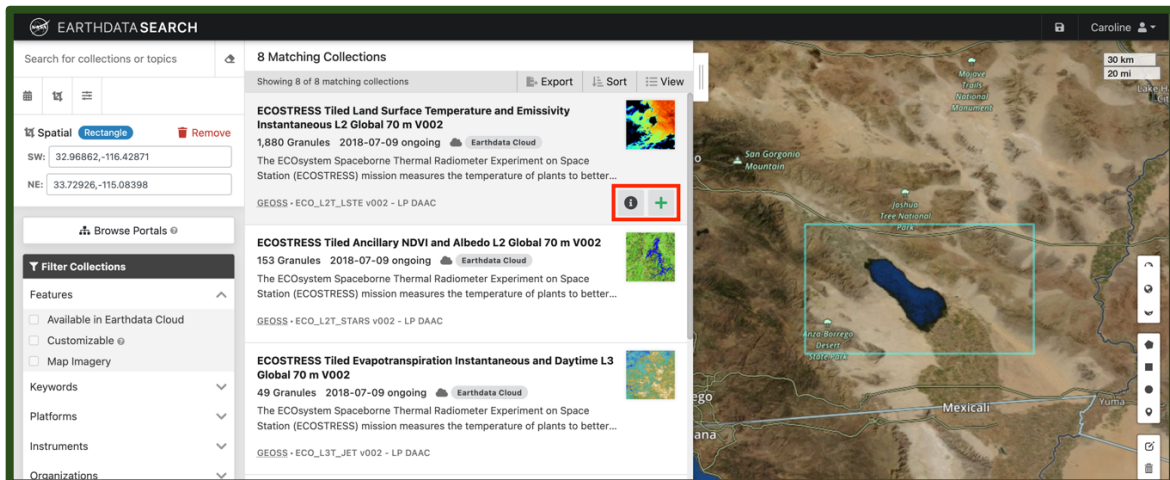 NASA
EARTHDATA SEARCH
Caroline
Search for collections or topics
Spatial Rectangle Remove
SW: 32.96862,-116.42871
NE: 33.72926,-115.08398
Browse Portals
Filter Collections
Features
Available in Earthdata Cloud
Customizable
Map Imagery
Keywords
Platforms
Instruments
Organizations
8 Matching Collections
Showing 8 of 8 matching collections
Export
Sort
View
ECOSTRESS Tiled Land Surface Temperature and Emissivity
Instantaneous L2 Global 70 m V002
1,880 Granules 2018-07-09 ongoing Earthdata Cloud
The ECOsystem Spaceborne Thermal Radiometer Experiment on Space
Station (ECOSTRESS) mission measures the temperature of plants to better...
GEOSS • ECO_L2T_LSTE v002 - LP DAAC
ECOSTRESS Tiled Ancillary NDVI and Albedo L2 Global 70 m V002
153 Granules 2018-07-09 ongoing Earthdata Cloud
The ECOsystem Spaceborne Thermal Radiometer Experiment on Space
Station (ECOSTRESS) mission measures the temperature of plants to better...
GEOSS • ECO_L2T_STARS v002 - LP DAAC
ECOSTRESS Tiled Evapotranspiration Instantaneous and Daytime L3
Global 70 m V002
49 Granules 2018-07-09 ongoing Earthdata Cloud
The ECOsystem Spaceborne Thermal Radiometer Experiment on Space
Station (ECOSTRESS) mission measures the temperature of plants to better...
GEOSS • ECO_L3T_JET v002 - LP DAAC
30 km
20 mi
Mojave
Trails
National
Monument
Lake H
City
o
San Gorgonio
Mountain
Joshua
Tree National
Park
Anza-Borrego
Desert
State Park
ego
Mexicali
Yuma
ana